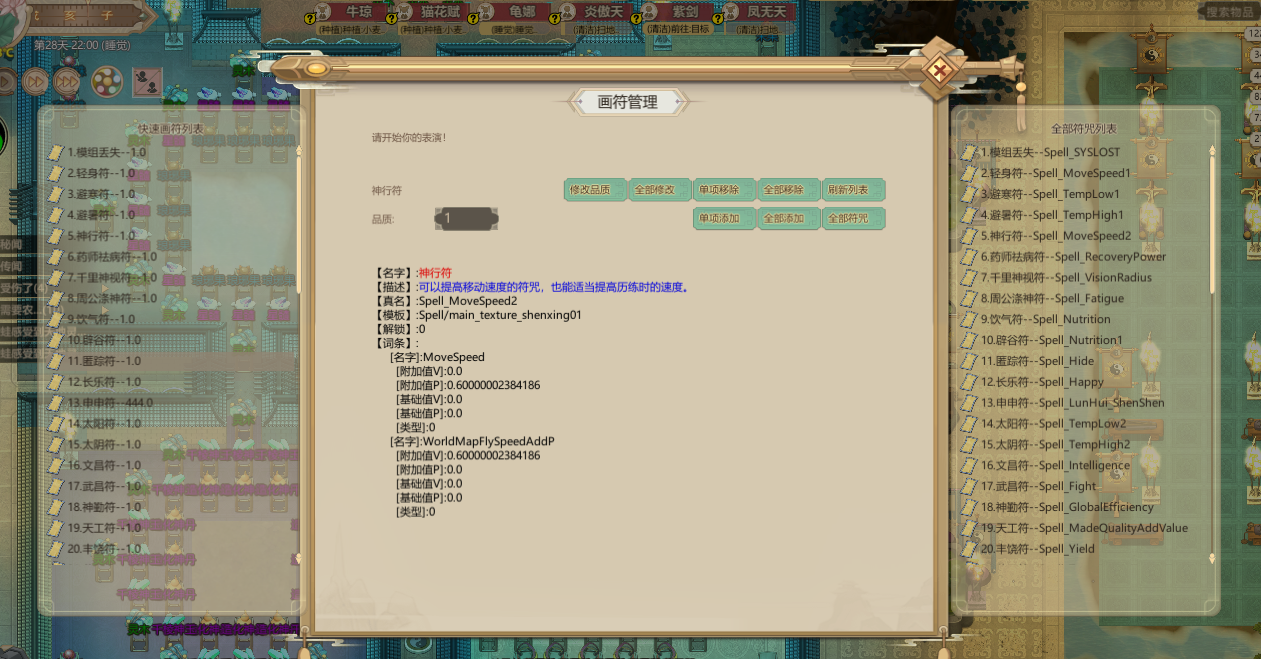 亥 子
牛琼
猫花赋
龟娜
炎傲天
紫剑
凤无天
搜索物品
(种植)种植:小麦
(种植)种植:小麦
(睡觉)睡觉...
(清洁)扫地...
(清洁)前往:目标
(清洁)扫地...
第28天 22:00 (睡觉)
画符管理
请开始你的表演!
神行符
修改品质
全部修改
单项移除
全部移除
刷新列表
品质:
1
单项添加
全部添加
全部符咒
【名字】:神行符
【描述】:可以提高移动速度的符咒，也能适当提高历练时的速度。
【真名】:Spell_MoveSpeed2
【模板】:Spell/main_texture_shenxing01
【解锁】:0
【词条】:
[名字]:MoveSpeed
[附加值V]:0.0
[附加值P]:0.60000002384186
[基础值V]:0.0
[基础值P]:0.0
[类型]:0
[名字]:WorldMapFlySpeedAddP
[附加值V]:0.60000002384186
[附加值P]:0.0
[基础值V]:0.0
[基础值P]:0.0
[类型]:0
快速画符列表
1.模组丢失--1.0
2.轻身符--1.0
3.避寒符--1.0
4.避暑符--1.0
5.神行符--1.0
6.药师祛病符--1.0
7.千里神视符--1.0
8.周公涤神符--1.0
9.饮气符--1.0
10.辟谷符--1.0
11.匿踪符--1.0
12.长乐符--1.0
13.申申符--444.0
14.太阳符--1.0
15.太阴符--1.0
16.文昌符--1.0
17.武昌符--1.0
18.神勤符--1.0
19.天工符--1.0
20.丰饶符--1.0
全部符咒列表
1.模组丢失--Spell_SYSLOST
2.轻身符--Spell_MoveSpeed1
3.避寒符--Spell_TempLow1
4.避暑符--Spell_TempHigh1
5.神行符--Spell_MoveSpeed2
6.药师祛病符--Spell_RecoveryPower
7.千里神视符--Spell_VisionRadius
8.周公涤神符--Spell_Fatigue
9.饮气符--Spell_Nutrition
10.辟谷符--Spell_Nutrition1
11.匿踪符--Spell_Hide
12.长乐符--Spell_Happy
13.申申符--Spell_LunHui_ShenShen
14.太阳符--Spell_TempLow2
15.太阴符--Spell_TempHigh2
16.文昌符--Spell_Intelligence
17.武昌符--Spell_Fight
18.神勤符--Spell_GlobalEfficiency
19.天工符--Spell_MadeQualityAddValue
20.丰饶符--Spell_Yield